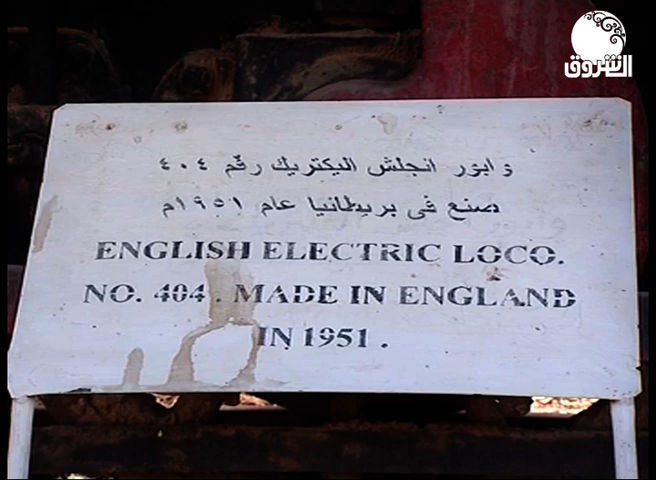 الشروق
وابور انجلش اليكتريك رقم ٤٠٤
صنع فى بريطانيا عام ١٩٥١م
ENGLISH ELECTRIC LOCO.
NO. 404. MADE IN ENGLAND
IN 1951.